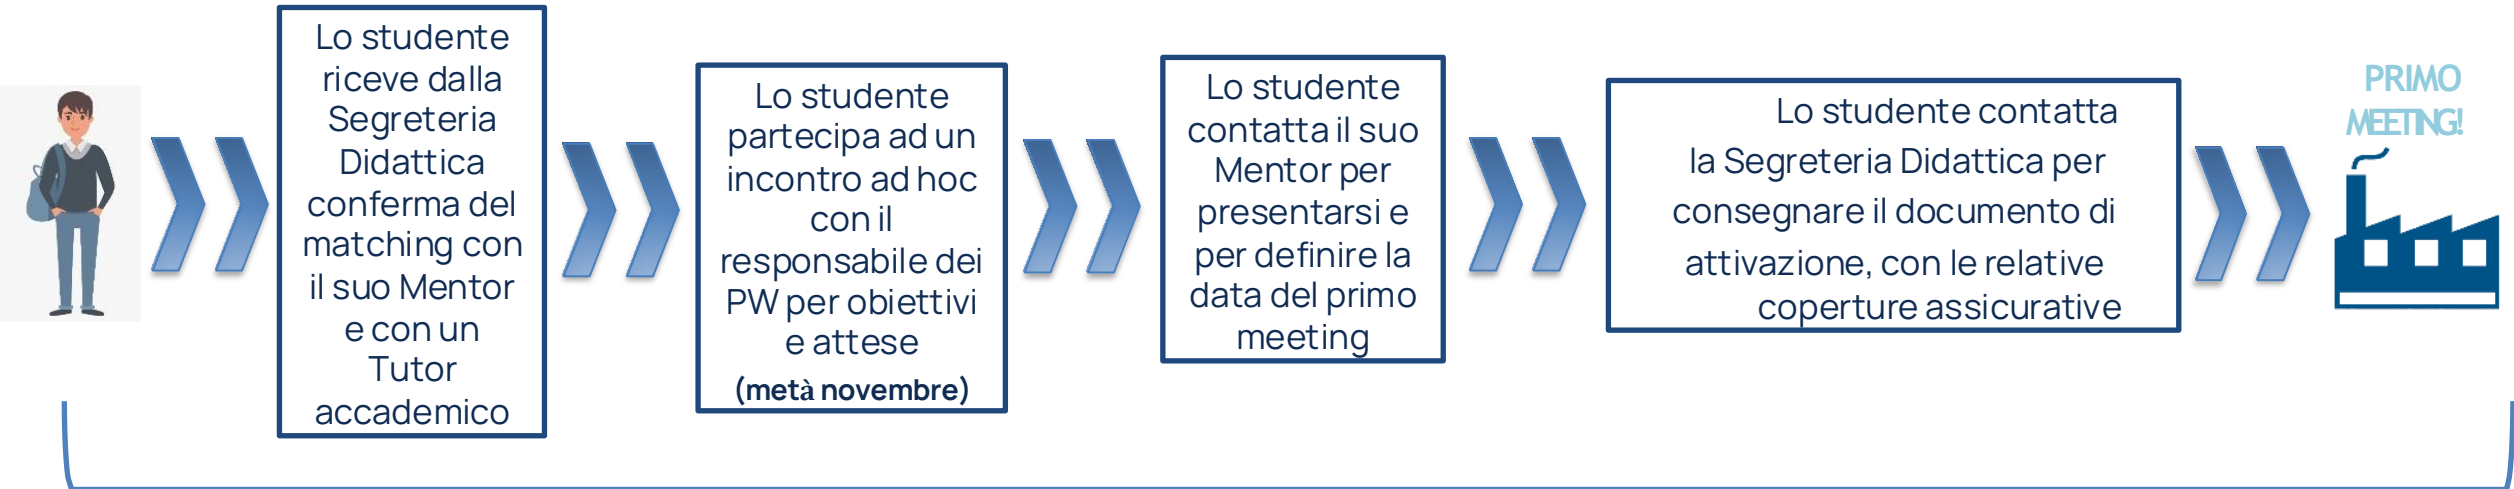 Lo studente
riceve dalla
Segreteria
Didattica
conferma del
matching con
il suo Mentor
e con un
Tutor
accademico
Lo studente
partecipa ad un
incontro ad hoc
con il
responsabile dei
PW per obiettivi
e attese
(metà novembre)
Lo studente
contatta il suo
Mentor per
presentarsi e
per definire la
data del primo
meeting
Lo studente contatta
la Segreteria Didattica per
consegnare il documento di
attivazione, con le relative
coperture assicurative
PRIMO
MEETING!